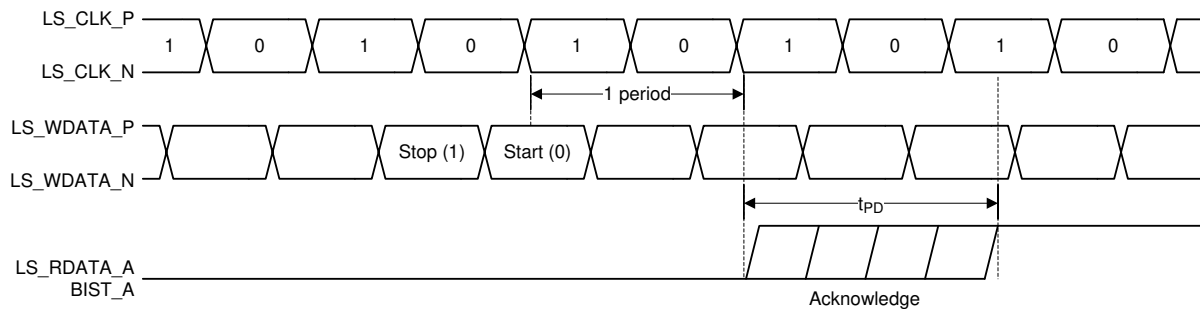 LS_CLK_P
1 0 1 0 1 0 1 0 1 0
LS_CLK_N
1 period
LS_WDATA_P
Stop (1) Start (0)
LS_WDATA_N
tPD
LS_RDATA_A
BIST_A
Acknowledge